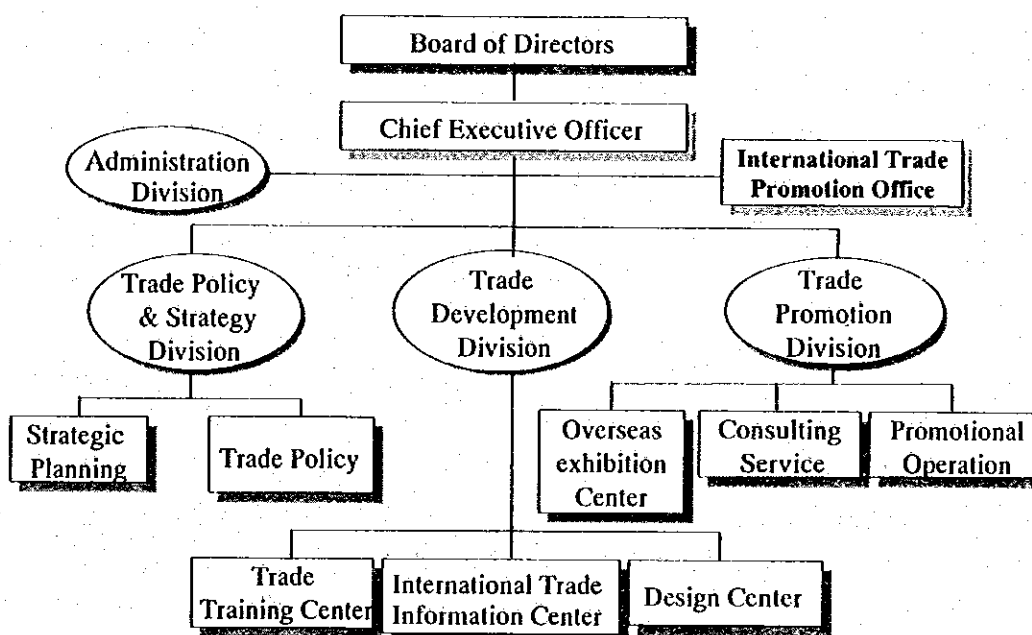 Board of Directors
Chief Executive Officer
Administration
Division
International Trade
Promotion Office
Trade Policy
& Strategy
Division
Trade
Development
Division
Trade
Promotion
Division
Strategic
Planning
Trade Policy
Overseas
exhibition
Center
Consulting
Service
Promotional
Operation
Trade
Training Center
International Trade
Information Center
Design Center